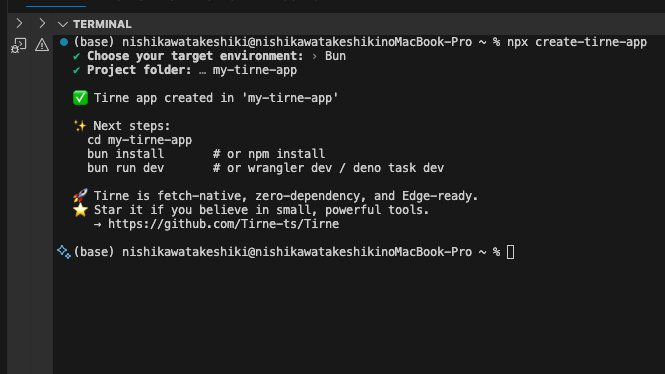 TERMINAL
(base) nishikawatakeshiki@nishikawatakeshikinoMacBook-Pro ~ % npx create-tirne-app
✔ Choose your target environment: › Bun
✔ Project folder: … my-tirne-app
✅ Tirne app created in 'my-tirne-app'
✨ Next steps:
cd my-tirne-app
bun install # or npm install
bun run dev # or wrangler dev / deno task dev
🚀 Tirne is fetch-native, zero-dependency, and Edge-ready.
⭐ Star it if you believe in small, powerful tools.
→ https://github.com/Tirne-ts/Tirne
(base) nishikawatakeshiki@nishikawatakeshikinoMacBook-Pro ~ %